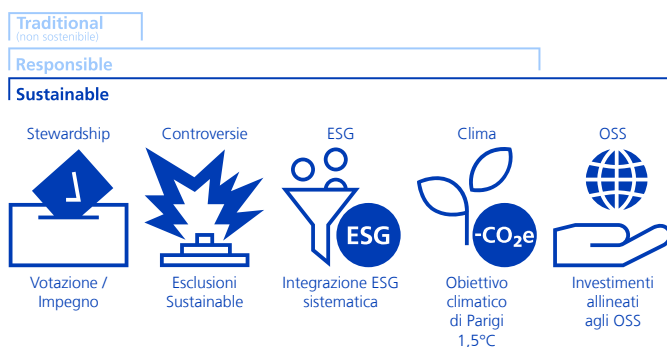 Traditional
(non sostenibile)
Responsible
Sustainable
Stewardship
Controversie
ESG
Clima
OSS
ESG
-CO₂e
Votazione /
Impegno
Esclusioni
Sustainable
Integrazione ESG
sistematica
Obiettivo
climatico
di Parigi
1,5°C
Investimenti
allineati
agli OSS